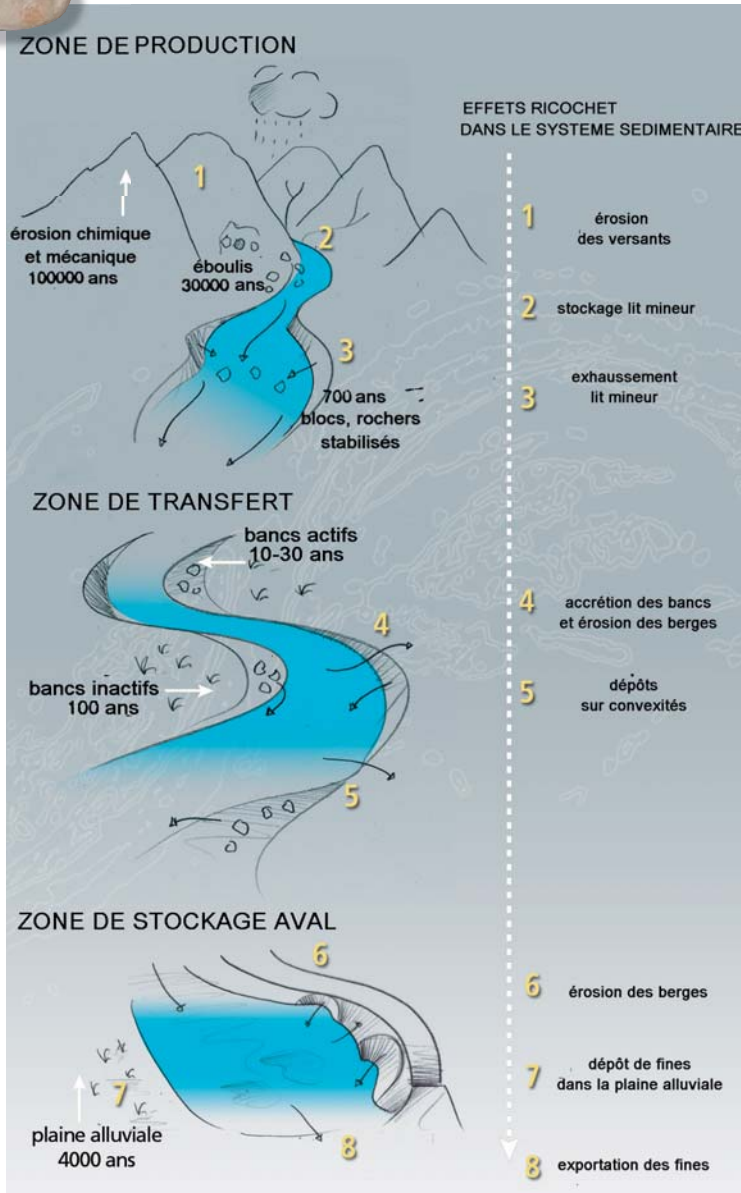 ZONE DE PRODUCTION
EFFETS RICOCHET
DANS LE SYSTEME SEDIMENTAIRE
1
érosion chimique
et mécanique
100000 ans
éboulis
30000 ans
2
3
700 ans
blocs, rochers
stabilisés
1
érosion
des versants
2
stockage lit mineur
3
exhaussement
lit mineur
ZONE DE TRANSFERT
bancs actifs
10-30 ans
4
bancs inactifs
100 ans
5
4
accrétion des bancs
et érosion des berges
5
dépôts
sur convexités
ZONE DE STOCKAGE AVAL
6
7
plaine alluviale
4000 ans
8
6
érosion des berges
7
dépôt de fines
dans la plaine alluviale
8
exportation des fines